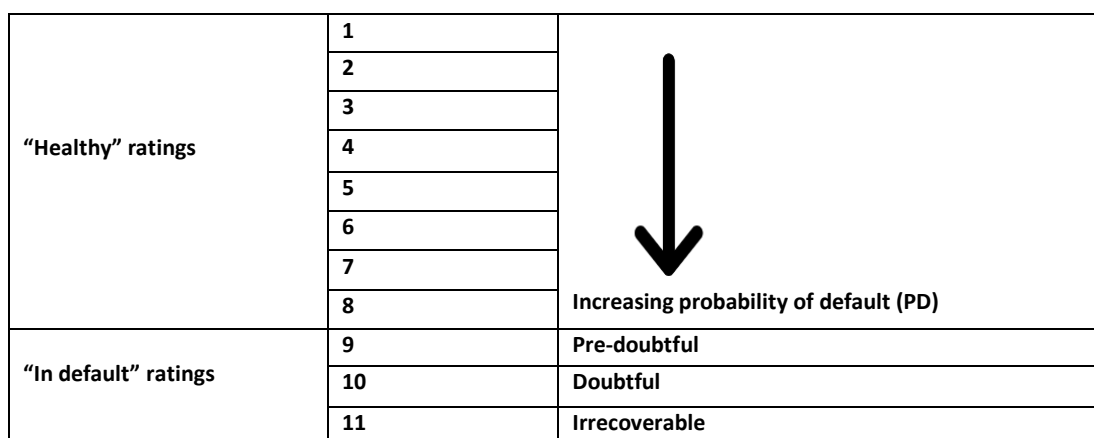 1
2
3
“Healthy” ratings
4
5
6
7
8
Increasing probability of default (PD)
9
Pre-doubtful
“In default” ratings
10
Doubtful
11
Irrecoverable